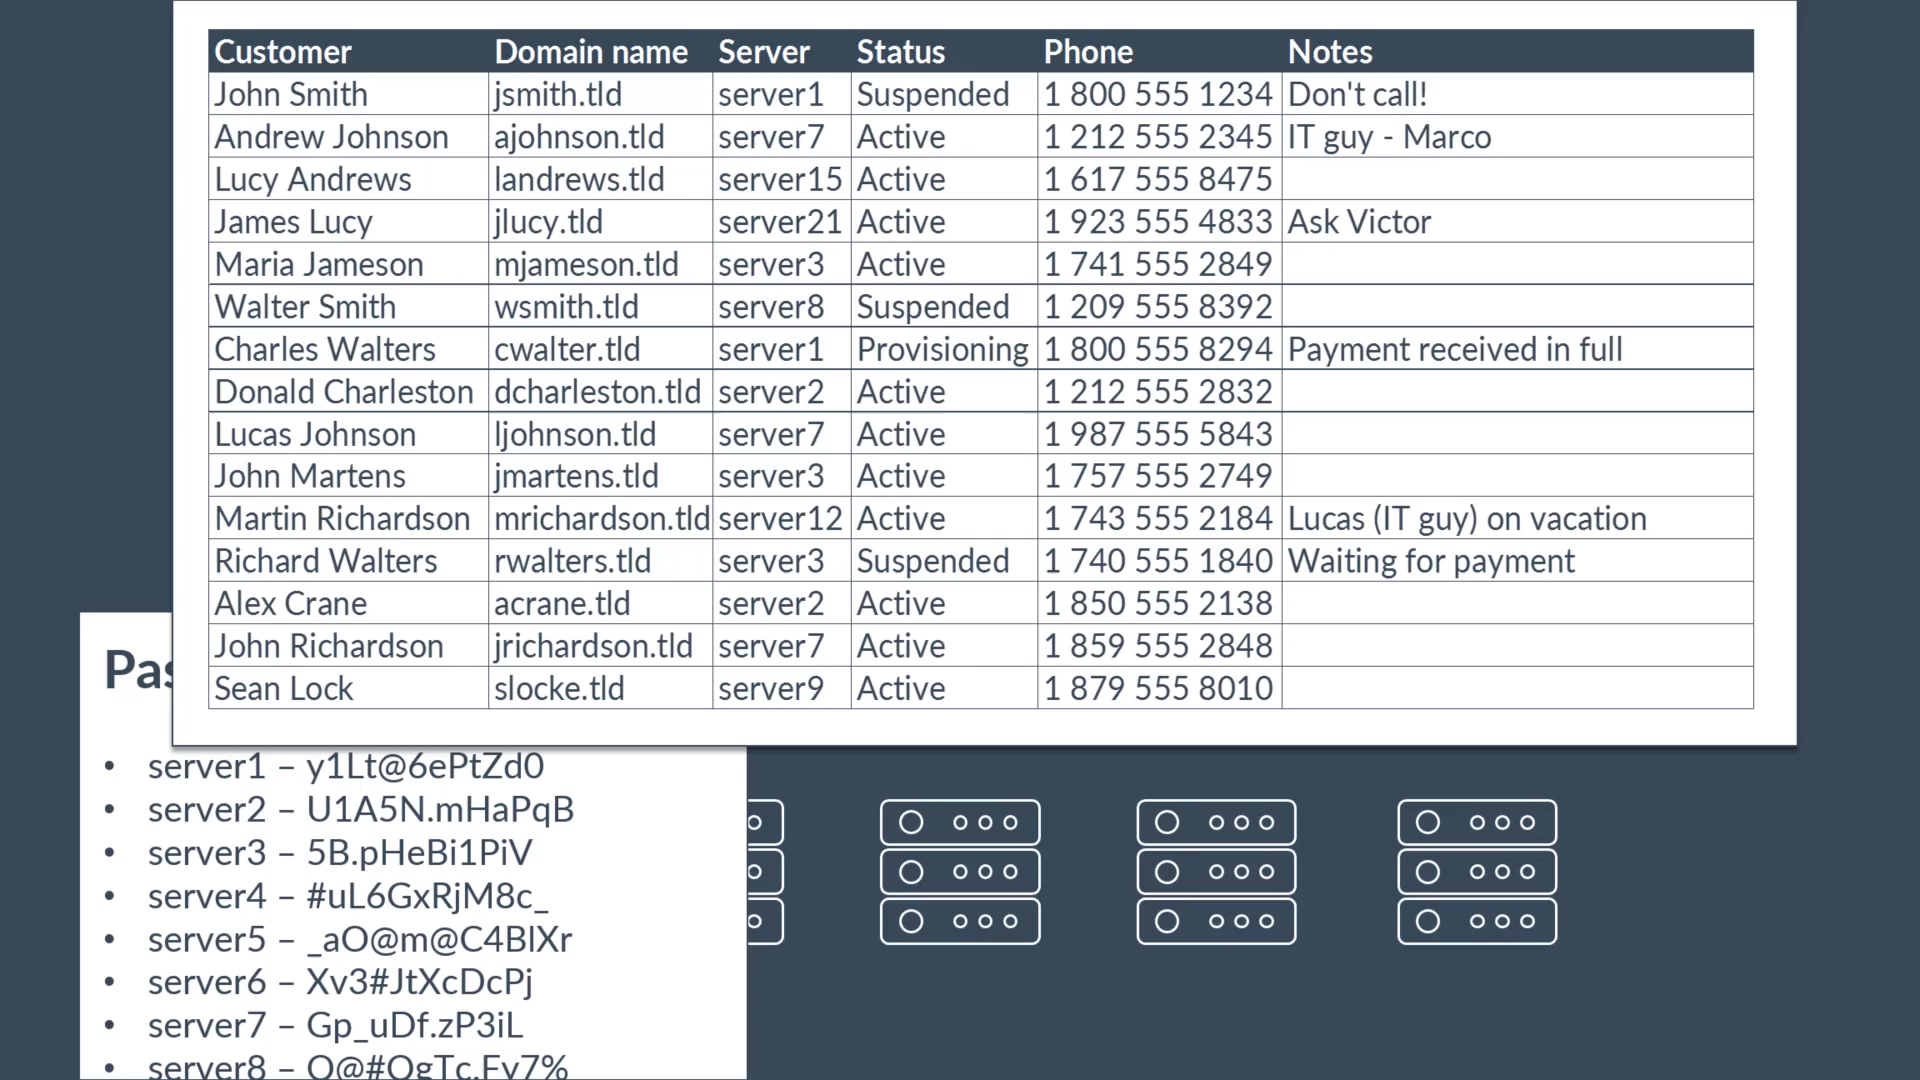 Customer Domain name Server Status Phone Notes
John Smith jsmith.tld server1 Suspended 1 800 555 1234 Don't call!
Andrew Johnson ajohnson.tld server7 Active 1 212 555 2345 IT guy - Marco
Lucy Andrews landrews.tld server15 Active 1 617 555 8475
James Lucy jlucy.tld server21 Active 1 923 555 4833 Ask Victor
Maria Jameson mjameson.tld server3 Active 1 741 555 2849
Walter Smith wsmith.tld server8 Suspended 1 209 555 8392
Charles Walters cwalter.tld server1 Provisioning 1 800 555 8294 Payment received in full
Donald Charleston dcharleston.tld server2 Active 1 212 555 2832
Lucas Johnson ljohnson.tld server7 Active 1 987 555 5843
John Martens jmartens.tld server3 Active 1 757 555 2749
Martin Richardson mrichardson.tld server12 Active 1 743 555 2184 Lucas (IT guy) on vacation
Richard Walters rwalters.tld server3 Suspended 1 740 555 1840 Waiting for payment
Alex Crane acrane.tld server2 Active 1 850 555 2138
John Richardson jrichardson.tld server7 Active 1 859 555 2848
Sean Lock slocke.tld server9 Active 1 879 555 8010
Pas
• server1 – y1Lt@6ePtZd0
• server2 – U1A5N.mHaPqB
• server3 – 5B.pHeBi1PiV
• server4 – #uL6GxRjM8c_
• server5 – _aO@m@C4BlXr
• server6 – Xv3#JtXcDcPj
• server7 – Gp_uDf.zP3iL
• server8 –